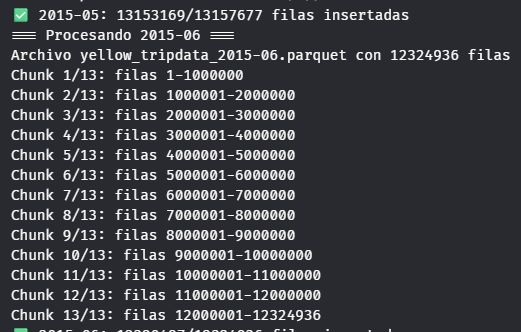 ✅ 2015-05: 13153169/13157677 filas insertadas
=== Procesando 2015-06 ===
Archivo yellow_tripdata_2015-06.parquet con 12324936 filas
Chunk 1/13: filas 1-1000000
Chunk 2/13: filas 1000001-2000000
Chunk 3/13: filas 2000001-3000000
Chunk 4/13: filas 3000001-4000000
Chunk 5/13: filas 4000001-5000000
Chunk 6/13: filas 5000001-6000000
Chunk 7/13: filas 6000001-7000000
Chunk 8/13: filas 7000001-8000000
Chunk 9/13: filas 8000001-9000000
Chunk 10/13: filas 9000001-10000000
Chunk 11/13: filas 10000001-11000000
Chunk 12/13: filas 11000001-12000000
Chunk 13/13: filas 12000001-12324936